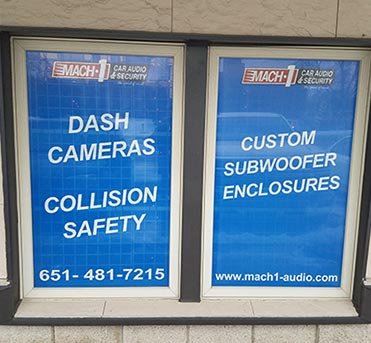 MACH-1 CAR AUDIO
& SECURITY
DASH
CAMERAS
COLLISION
SAFETY
651- 481-7215
MACH-1 CAR AUDIO
& SECURITY
CUSTOM
SUBWOOFER
ENCLOSURES
www.mach1-audio.com